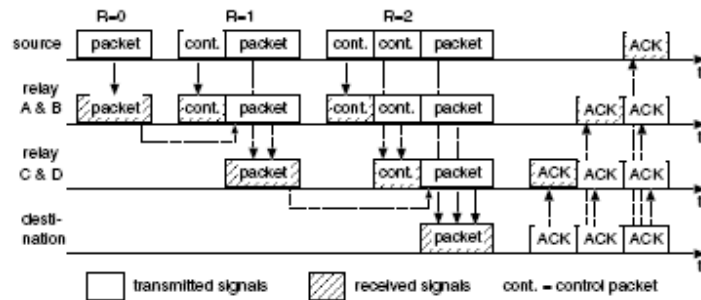 R=0 R=1 R=2
source packet cont. packet cont. cont. packet ACK
t
relay
A & B packet cont. packet cont. cont. packet ACK ACK
t
relay
C & D packet cont. packet ACK ACK ACK
t
desti-
nation packet ACK ACK ACK
t
transmitted signals received signals cont. = control packet